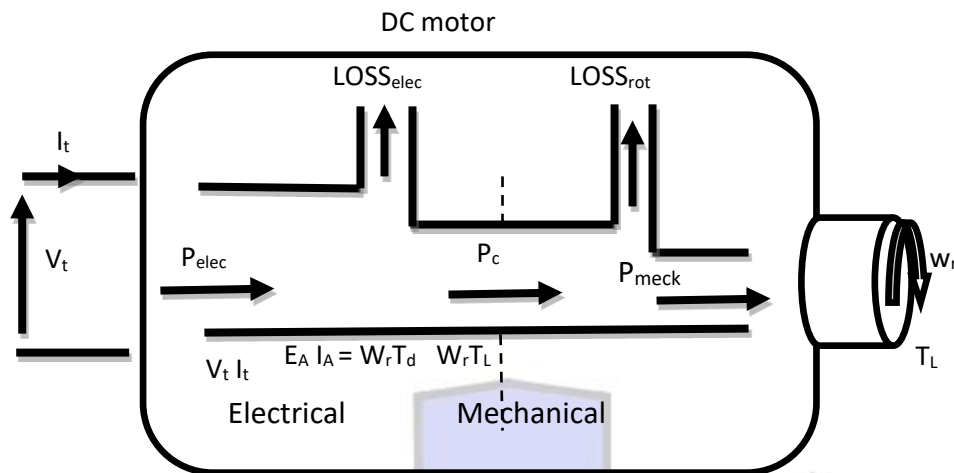 DC motor
LOSSelec
LOSSrot
It
Vt
Pelec
Pc
Pmeck
wr
TL
Vt It
EA IA = WrTd
WrTL
Electrical
Mechanical